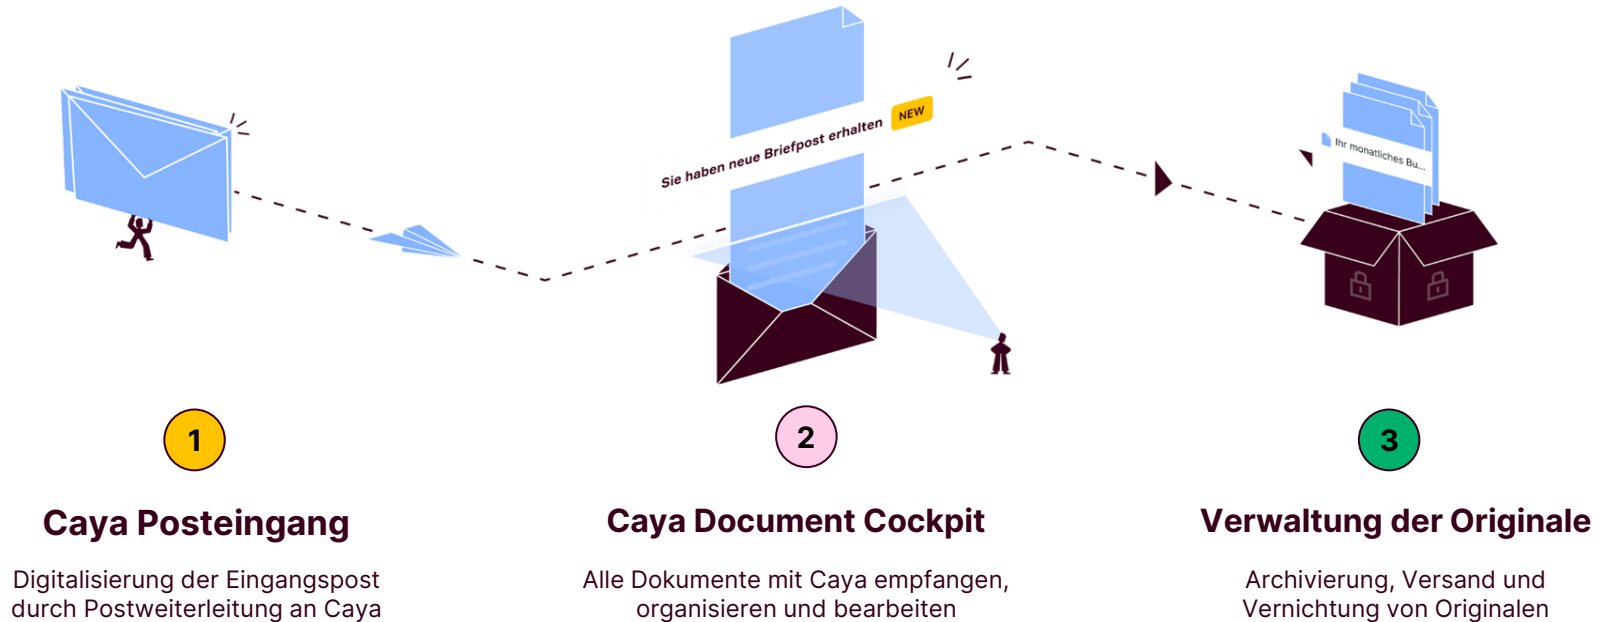 Sie haben neue Briefpost erhalten NEW
Ihr monatliches Bu...
1
Caya Posteingang
Digitalisierung der Eingangspost
durch Postweiterleitung an Caya
2
Caya Document Cockpit
Alle Dokumente mit Caya empfangen,
organisieren und bearbeiten
3
Verwaltung der Originale
Archivierung, Versand und
Vernichtung von Originalen